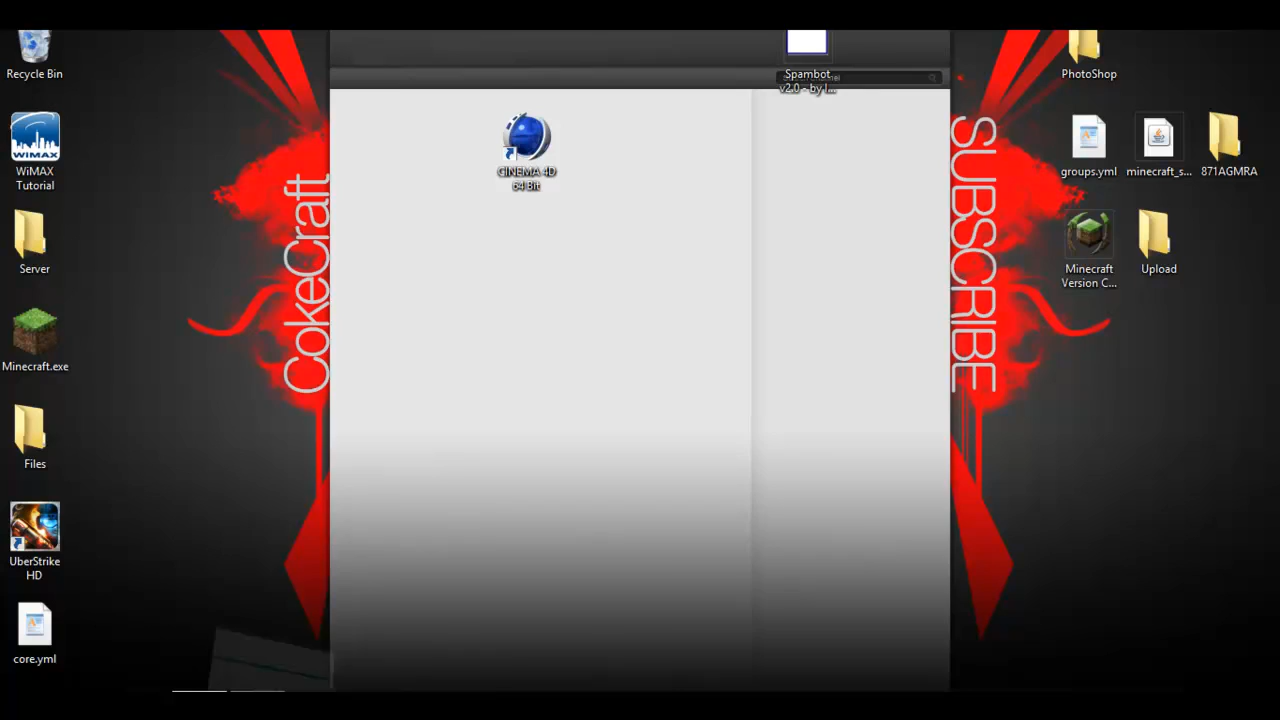 Recycle Bin
WiMAX
WiMAX
Tutorial
Server
Minecraft.exe
Files
UberStrike
HD
core.yml
CokeCraft
CINEMA 4D
64 Bit
Spambot
v2.0 - by I...
SUBSCRIBE
PhotoShop
groups.yml
minecraft_s...
871AGMRA
Minecraft
Version C...
Upload